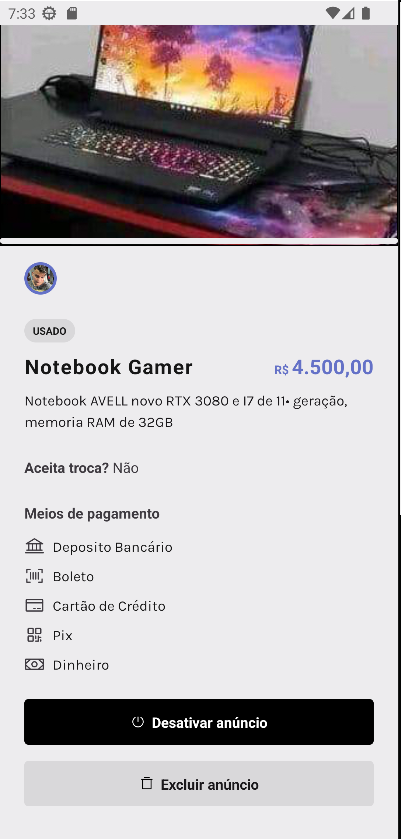 7:33
USADO
Notebook Gamer
R$ 4.500,00
Notebook AVELL novo RTX 3080 e I7 de 11• geração,
memoria RAM de 32GB
Aceita troca? Não
Meios de pagamento
Deposito Bancário
Boleto
Cartão de Crédito
Pix
Dinheiro
Desativar anúncio
Excluir anúncio